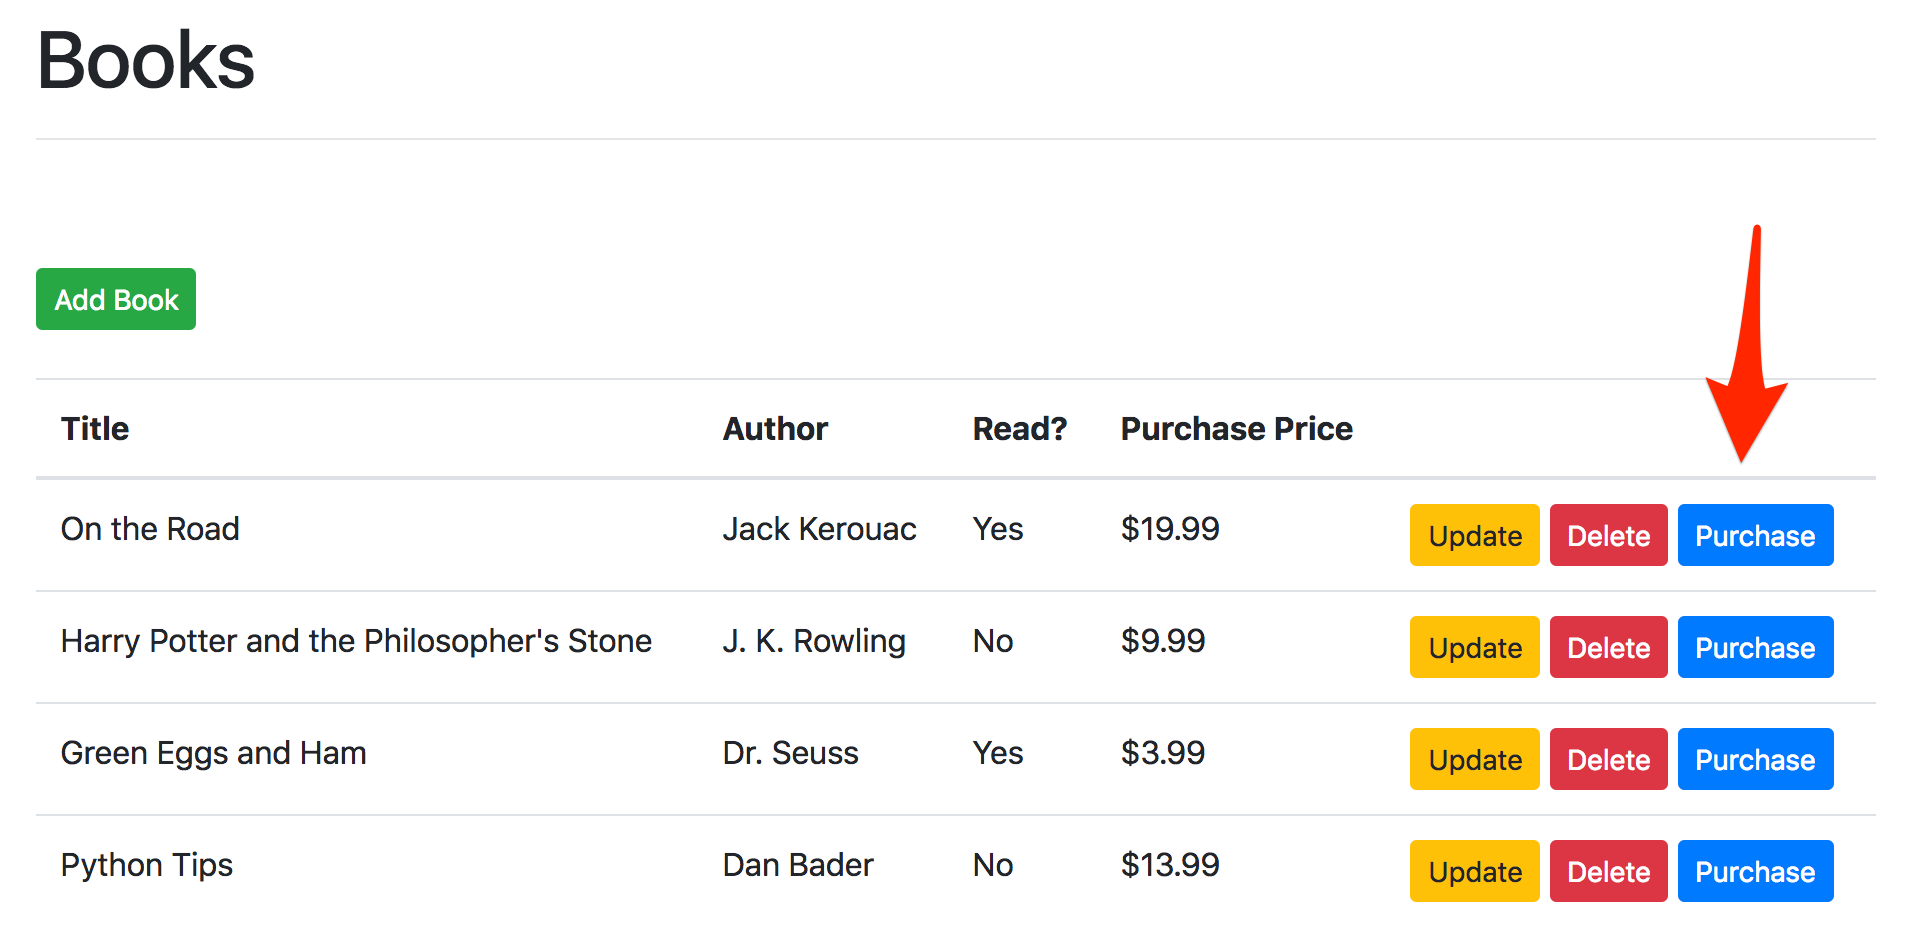 Books
Add Book
Title Author Read? Purchase Price
On the Road Jack Kerouac Yes $19.99 Update Delete Purchase
Harry Potter and the Philosopher's Stone J. K. Rowling No $9.99 Update Delete Purchase
Green Eggs and Ham Dr. Seuss Yes $3.99 Update Delete Purchase
Python Tips Dan Bader No $13.99 Update Delete Purchase